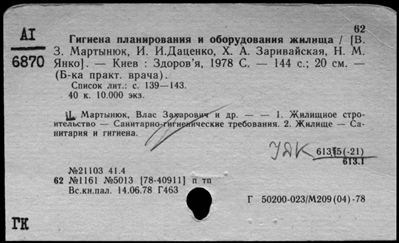 62
АІ
6870
Гигиена планирования и оборудования жилища / [В.
З. Мартынюк, И. И.Даценко, Х. А. Заривайская, Н. М.
Янко]. — Киев : Здоров'я, 1978 С. — 144 с.; 20 см. —
(Б-ка практ. врача).
Список лит.: с. 139—143.
40 к. 10.000 экз.
Мартынюк, Влас Захарович и др. — — 1. Жилищное стро-
ительство — Санитарно-гигиенические требования. 2. Жилище — Са-
нитария и гигиена.
УДК 613.5(-21)
613.1
№21103 41.4
62 №1161 №5013 [78-40911] п тп
Вс.кн.пал. 14.06.78 Г463
Г 50200-023/М209(04)-78
ГК